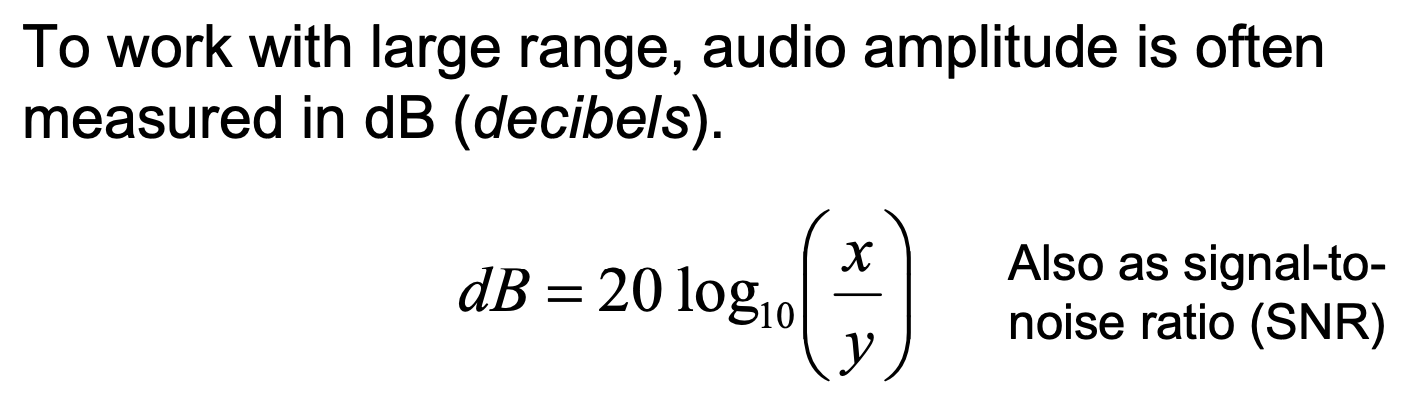 To work with large range, audio amplitude is often
measured in dB (decibels).
dB = 20 log₁₀(x/y)
Also as signal-to-
noise ratio (SNR)